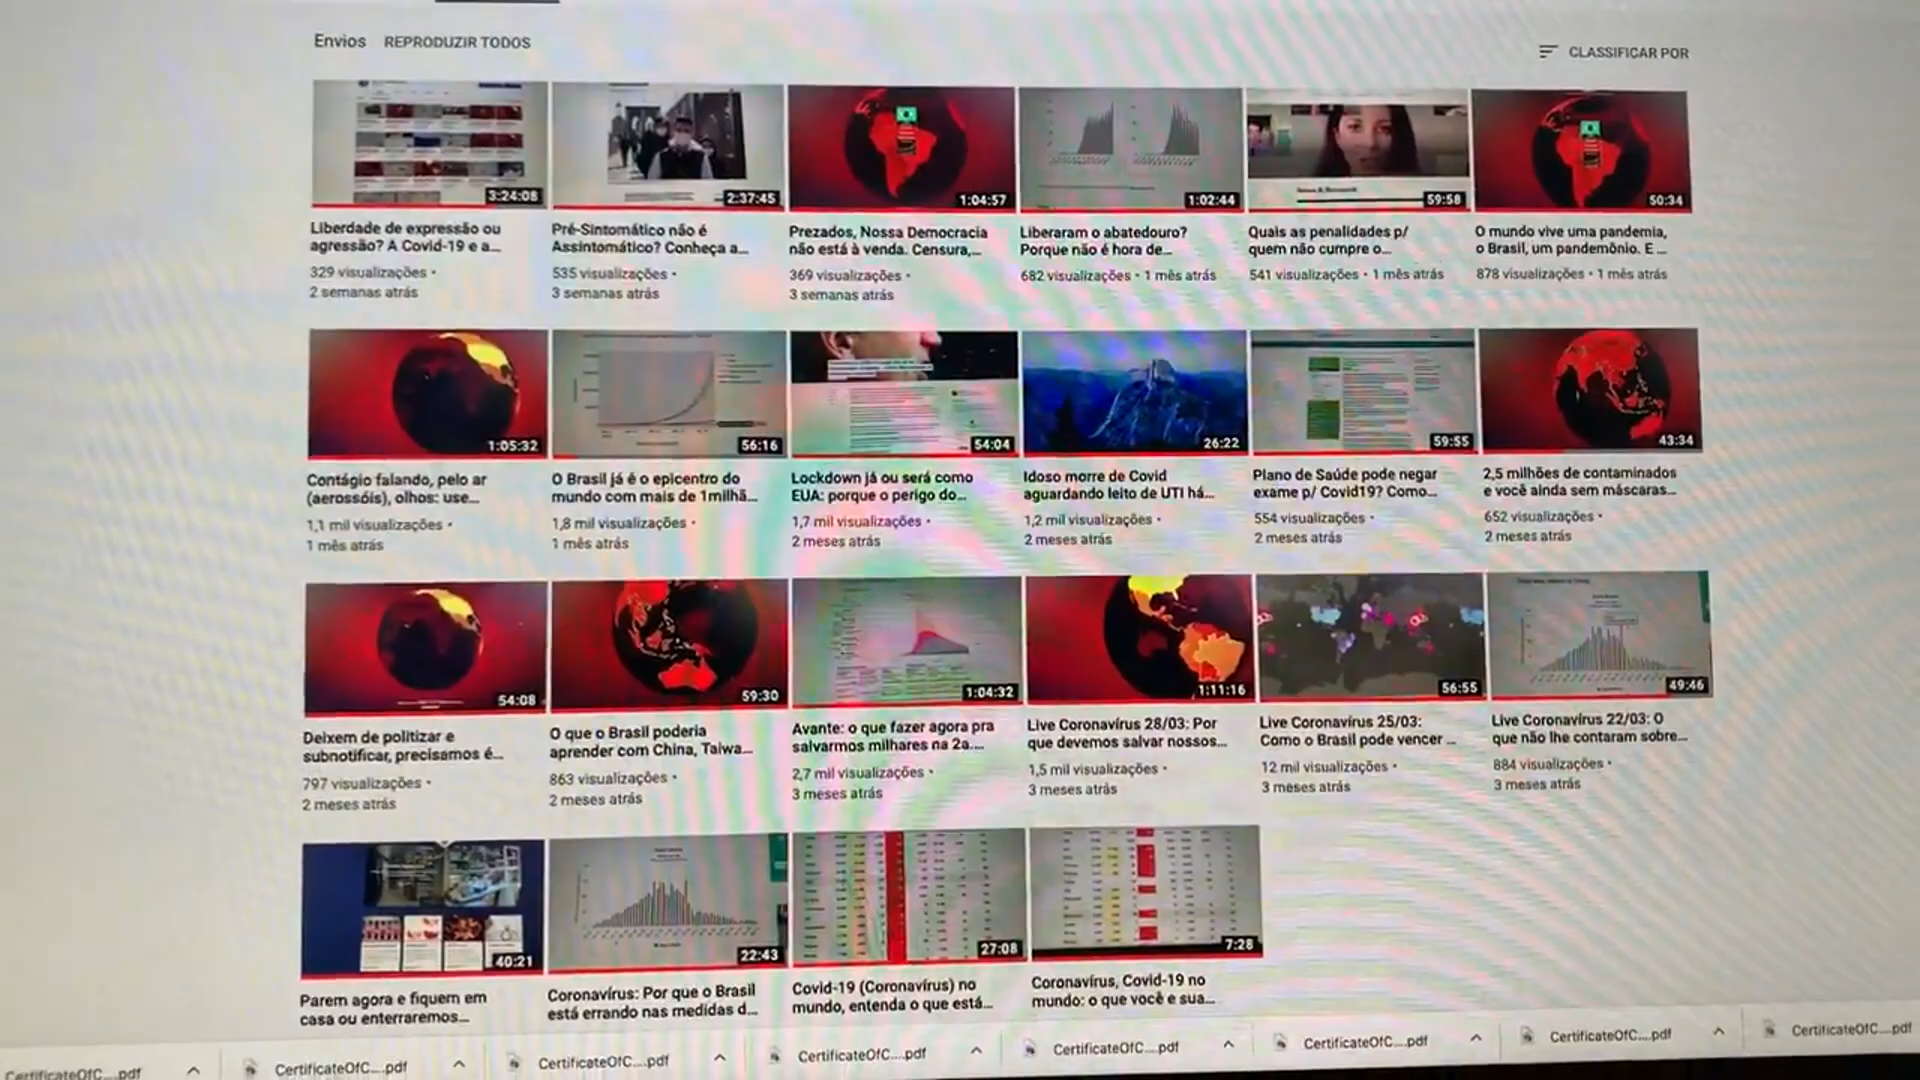 Envios REPRODUZIR TODOS
CLASSIFICAR POR
3:24:08
2:37:45
1:04:57
1:02:44
59:58
50:34
Liberdade de expressão ou
agressão? A Covid-19 e a...
329 visualizações •
2 semanas atrás
Pré-Sintomático não é
Assintomático? Conheça a...
535 visualizações •
3 semanas atrás
Prezados, Nossa Democracia
não está à venda. Censura,...
369 visualizações •
3 semanas atrás
Liberaram o abatedouro?
Porque não é hora de...
682 visualizações • 1 mês atrás
Quais as penalidades p/
quem não cumpre o...
541 visualizações • 1 mês atrás
O mundo vive uma pandemia,
o Brasil, um pandemônio. E ...
878 visualizações • 1 mês atrás
1:05:32
56:16
54:04
26:22
59:55
43:34
Contágio falando, pelo ar
(aerossóis), olhos: use...
1,1 mil visualizações •
1 mês atrás
O Brasil já é o epicentro do
mundo com mais de 1milhã...
1,8 mil visualizações •
1 mês atrás
Lockdown já ou será como
EUA: porque o perigo do...
1,7 mil visualizações •
2 meses atrás
Idoso morre de Covid
aguardando leito de UTI há...
1,2 mil visualizações •
2 meses atrás
Plano de Saúde pode negar
exame p/ Covid19? Como...
554 visualizações •
2 meses atrás
2,5 milhões de contaminados
e você ainda sem máscaras...
652 visualizações •
2 meses atrás
54:08
59:30
1:04:32
1:11:16
56:55
49:46
Deixem de politizar e
subnotificar, precisamos é...
797 visualizações •
2 meses atrás
O que o Brasil poderia
aprender com China, Taiwa...
863 visualizações •
2 meses atrás
Avante: o que fazer agora pra
salvarmos milhares na 2a....
2,7 mil visualizações •
3 meses atrás
Live Coronavírus 28/03: Por
que devemos salvar nossos...
1,5 mil visualizações •
3 meses atrás
Live Coronavírus 25/03:
Como o Brasil pode vencer ...
12 mil visualizações •
3 meses atrás
Live Coronavírus 22/03: O
que não lhe contaram sobre...
884 visualizações •
3 meses atrás
40:21
22:43
27:08
7:28
Parem agora e fiquem em
casa ou enterraremos...
Coronavírus: Por que o Brasil
está errando nas medidas d...
Covid-19 (Coronavírus) no
mundo, entenda o que está...
Coronavírus, Covid-19 no
mundo: o que você e sua...
CertificateOfC....pdf
CertificateOfC....pdf
CertificateOfC....pdf
CertificateOfC....pdf
CertificateOfC....pdf
CertificateOfC....pdf
CertificateOfC....pdf
CertificateOfC....pdf